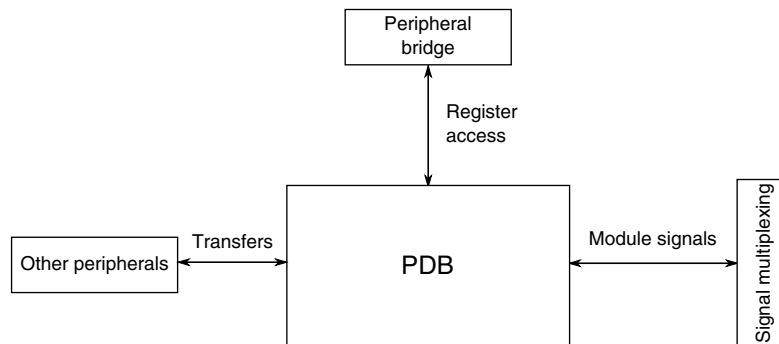 Peripheral
bridge
Register
access
Transfers
Other peripherals
PDB
Module signals
Signal multiplexing